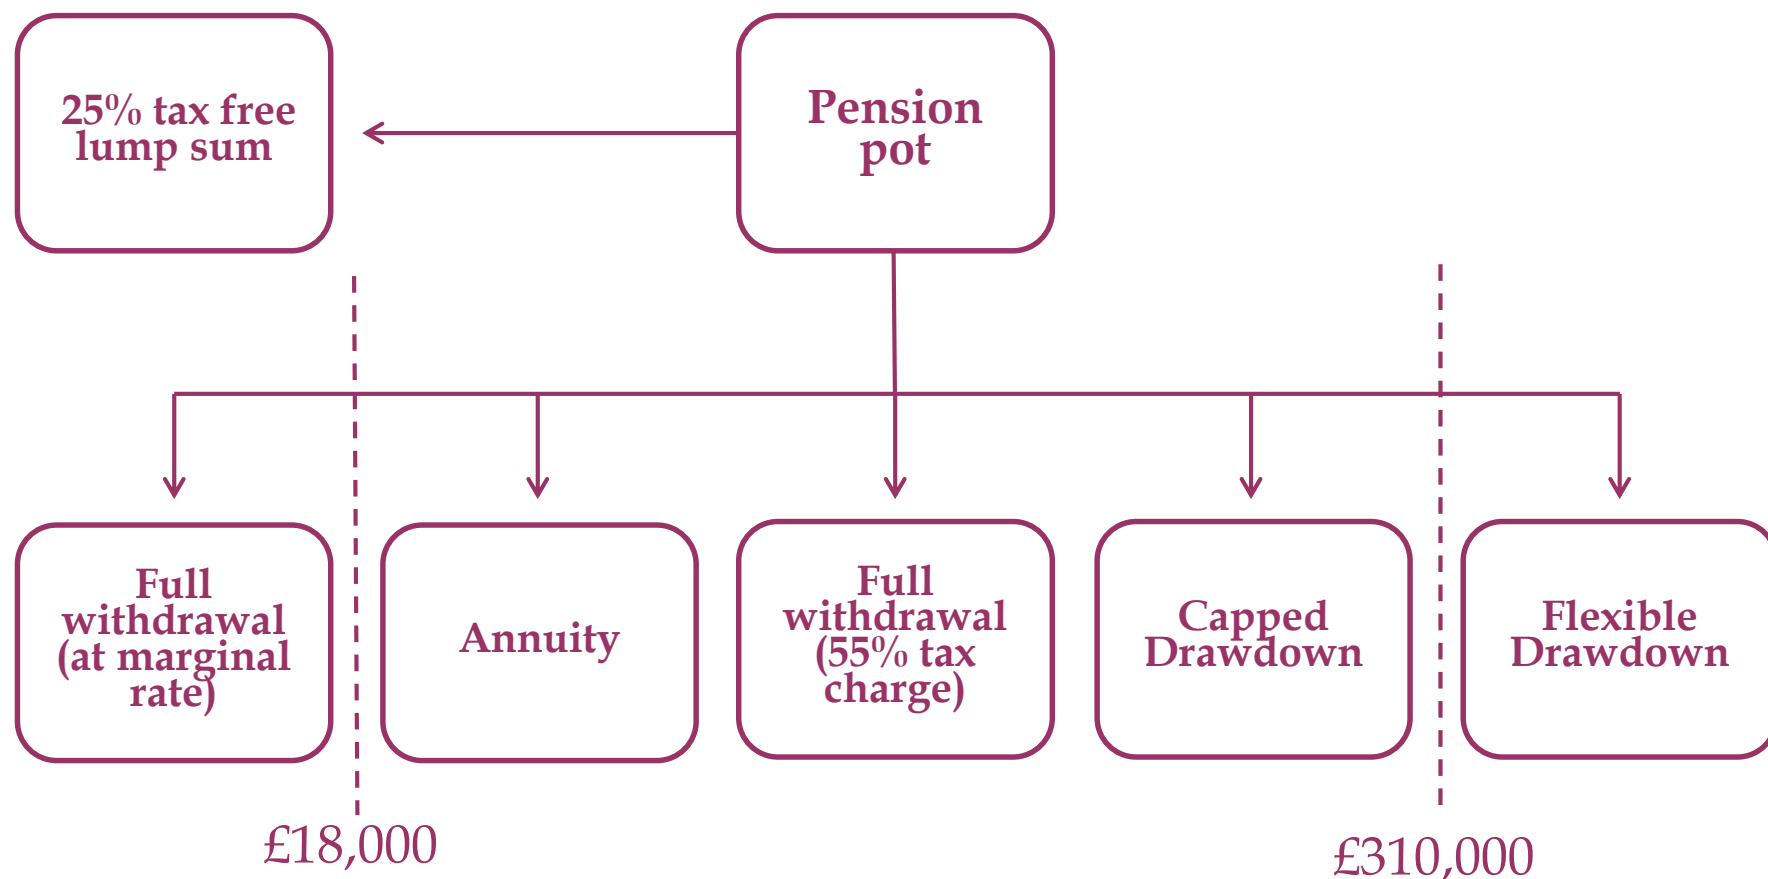 25% tax free
lump sum
Pension
pot
Full
withdrawal
(at marginal
rate)
Annuity
Full
withdrawal
(55% tax
charge)
Capped
Drawdown
Flexible
Drawdown
£18,000
£310,000